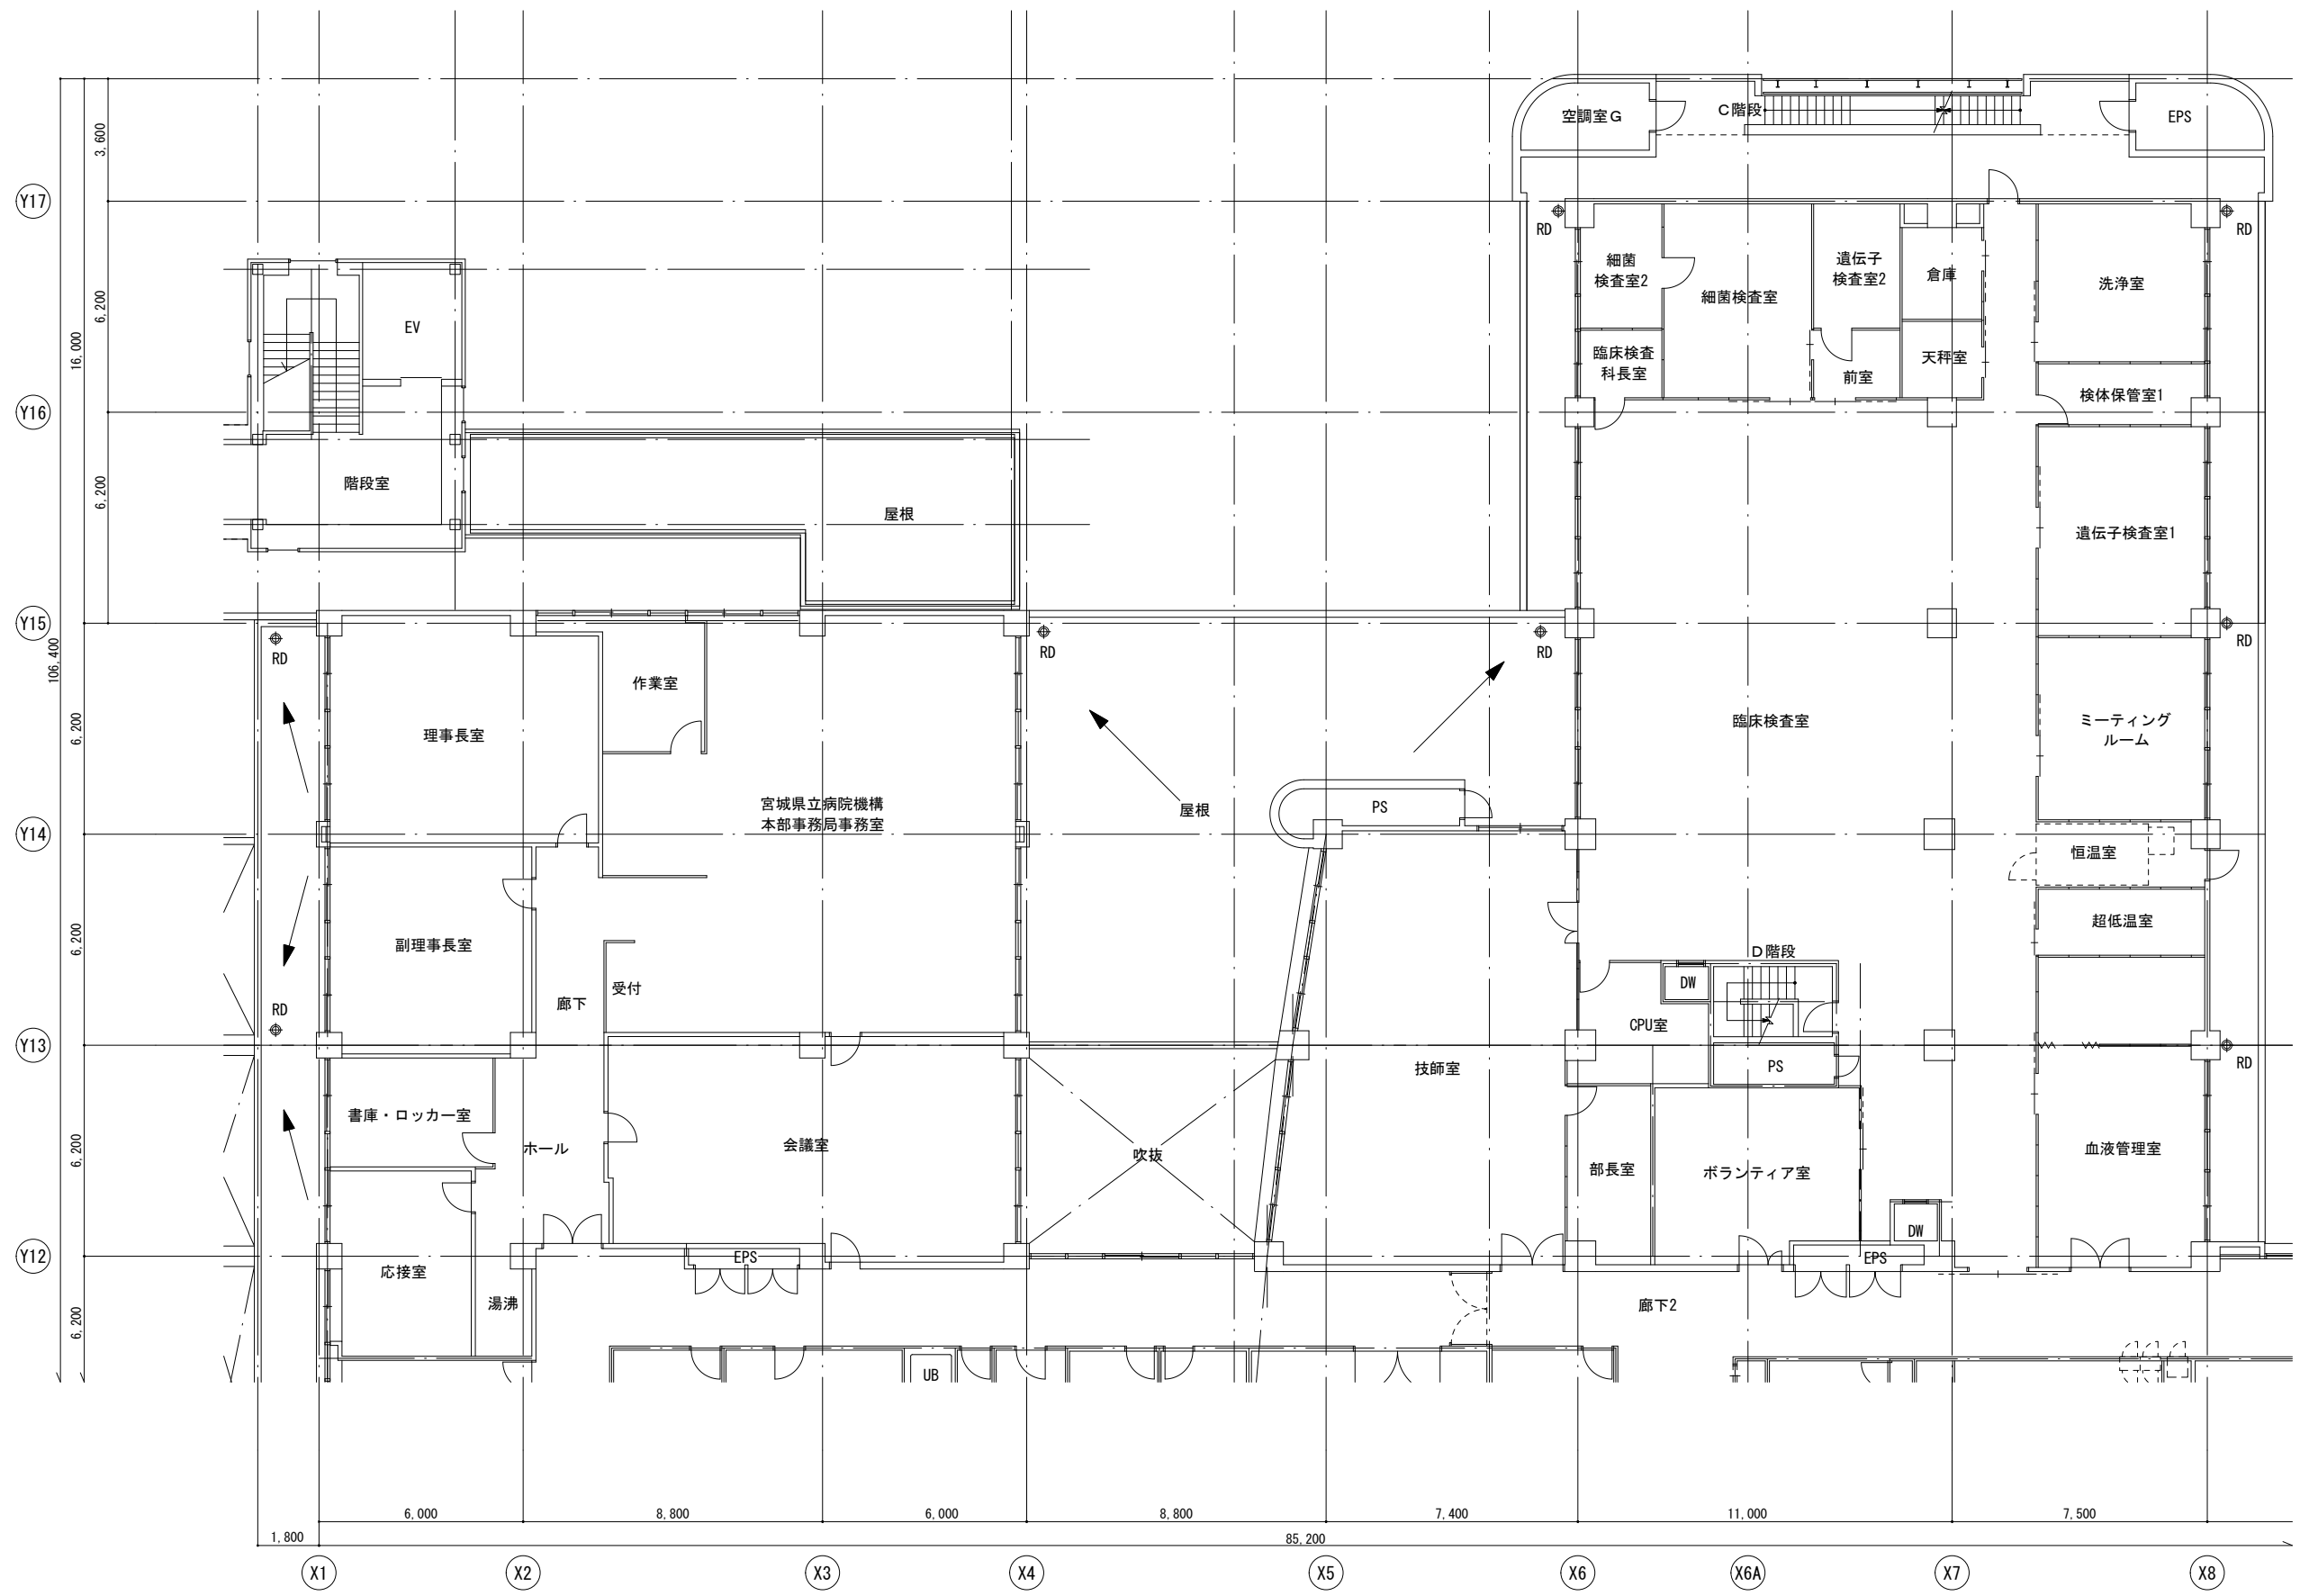 3,600
空調室G
C階段
EPS
Y17
RD
RD
6,200
16,000
EV
細菌
検査室2
細菌検査室
遺伝子
検査室2
倉庫
洗浄室
臨床検査
科長室
前室
天秤室
検体保管室1
Y16
6,200
階段室
屋根
遺伝子検査室1
Y15
106,400
RD
RD
RD
RD
6,200
理事長室
作業室
宮城県立病院機構
本部事務局事務室
屋根
PS
臨床検査室
ミーティング
ルーム
Y14
恒温室
6,200
副理事長室
超低温室
D階段
DW
廊下
受付
RD
CPU室
Y13
技師室
PS
RD
6,200
書庫・ロッカー室
ホール
会議室
吹抜
部長室
ボランティア室
血液管理室
DW
Y12
EPS
EPS
応接室
湯沸
廊下2
6,200
UB
6,000
8,800
6,000
8,800
7,400
11,000
7,500
1,800
85,200
X1
X2
X3
X4
X5
X6
X6A
X7
X8